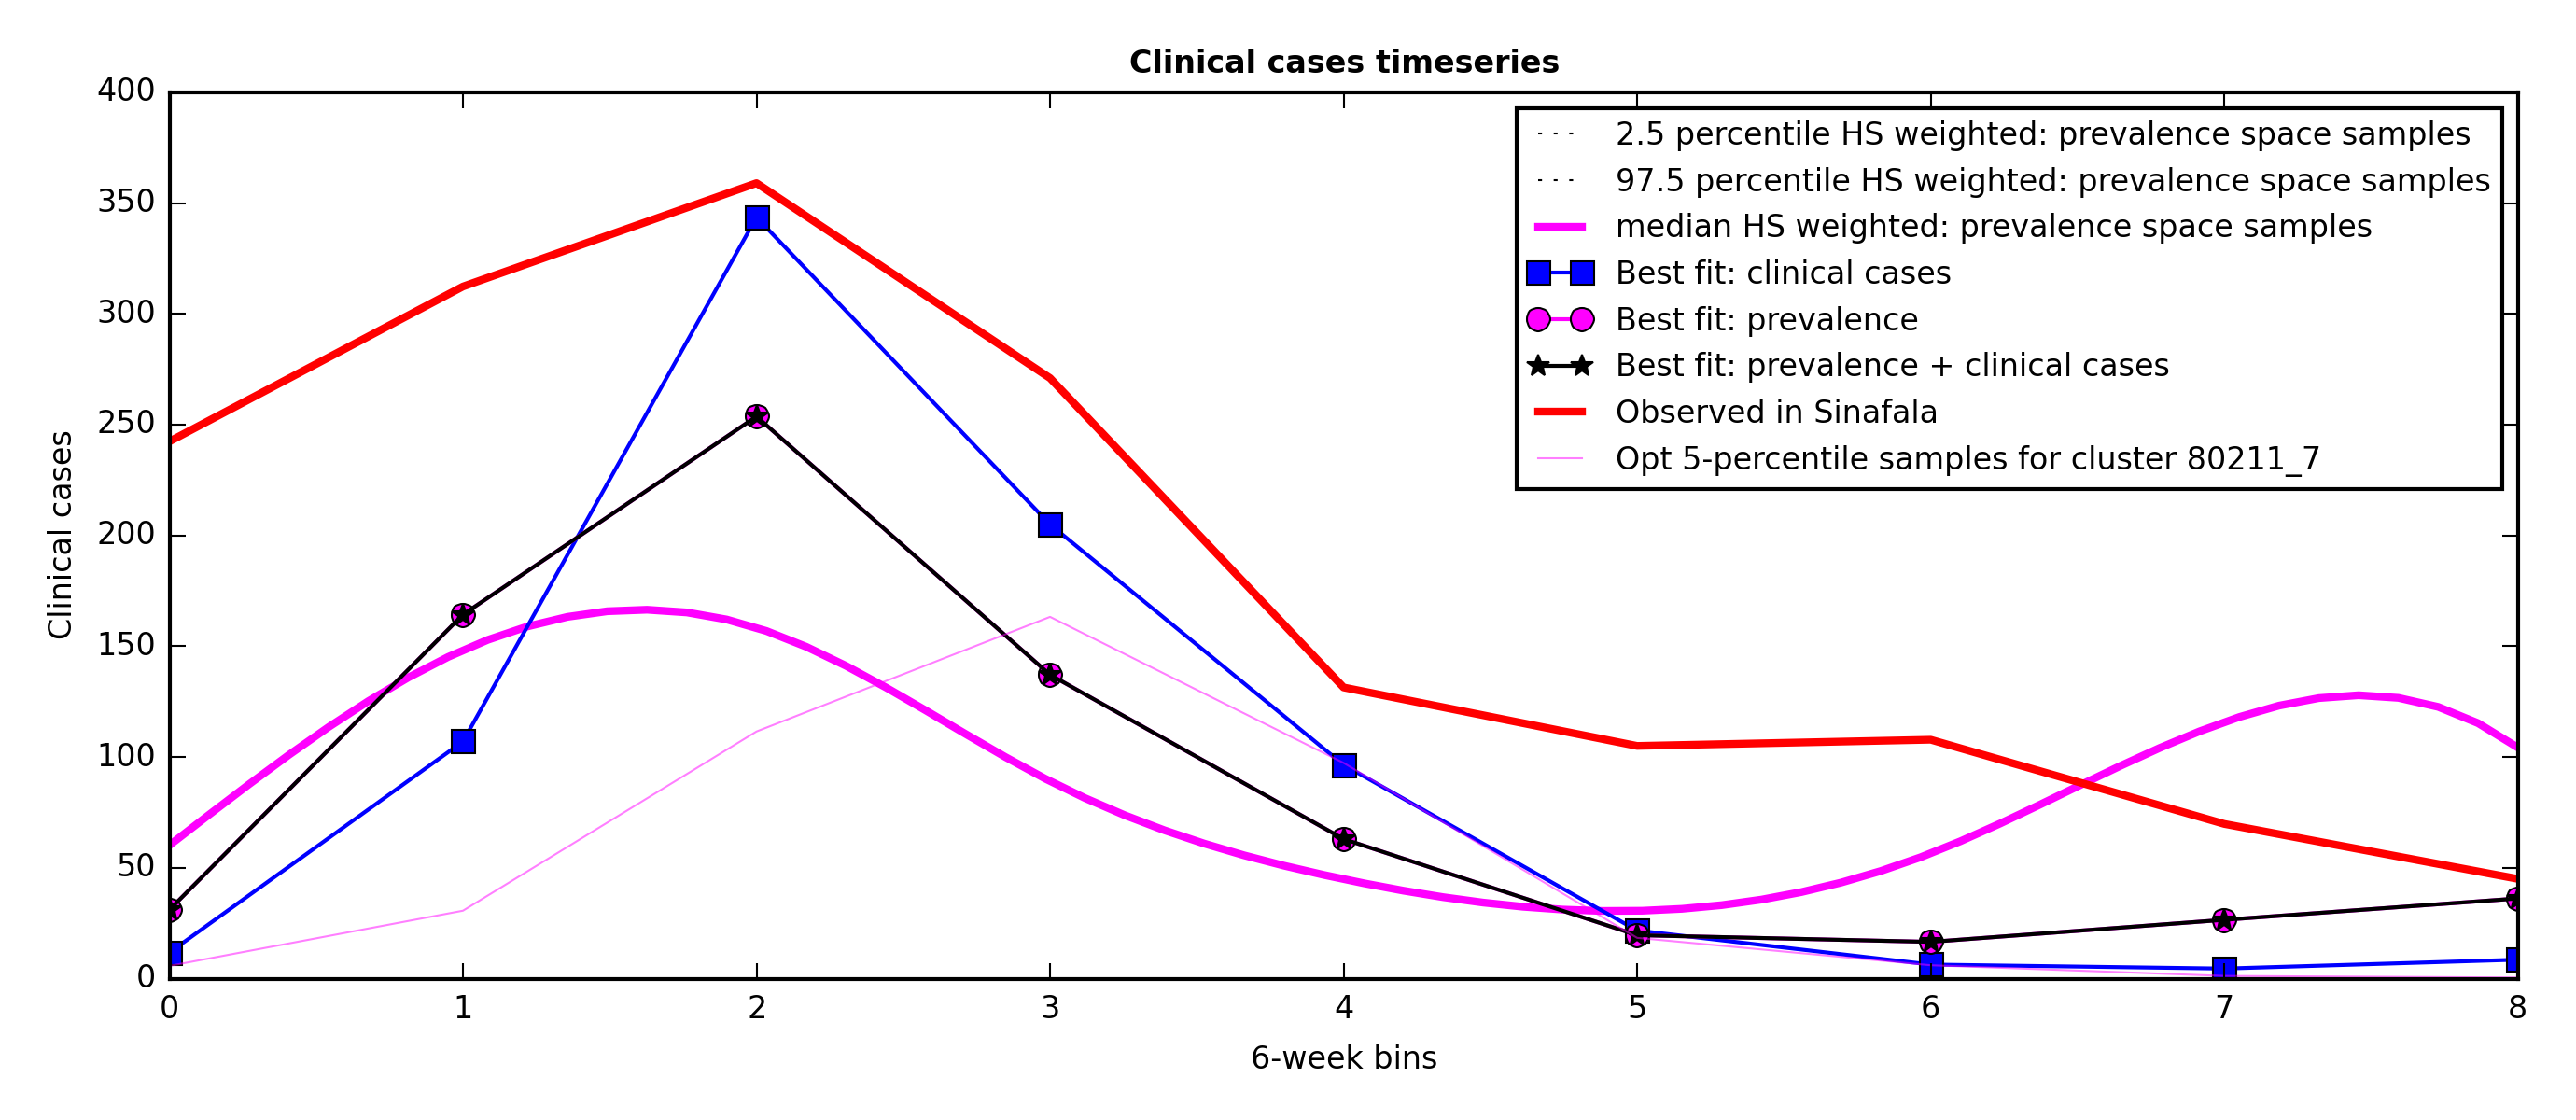 Clinical cases timeseries
400
350
300
250
200
150
100
50
0
Clinical cases
2.5 percentile HS weighted: prevalence space samples
97.5 percentile HS weighted: prevalence space samples
median HS weighted: prevalence space samples
Best fit: clinical cases
Best fit: prevalence
Best fit: prevalence + clinical cases
Observed in Sinafala
Opt 5-percentile samples for cluster 80211_7
0 1 2 3 4 5 6 7 8
6-week bins